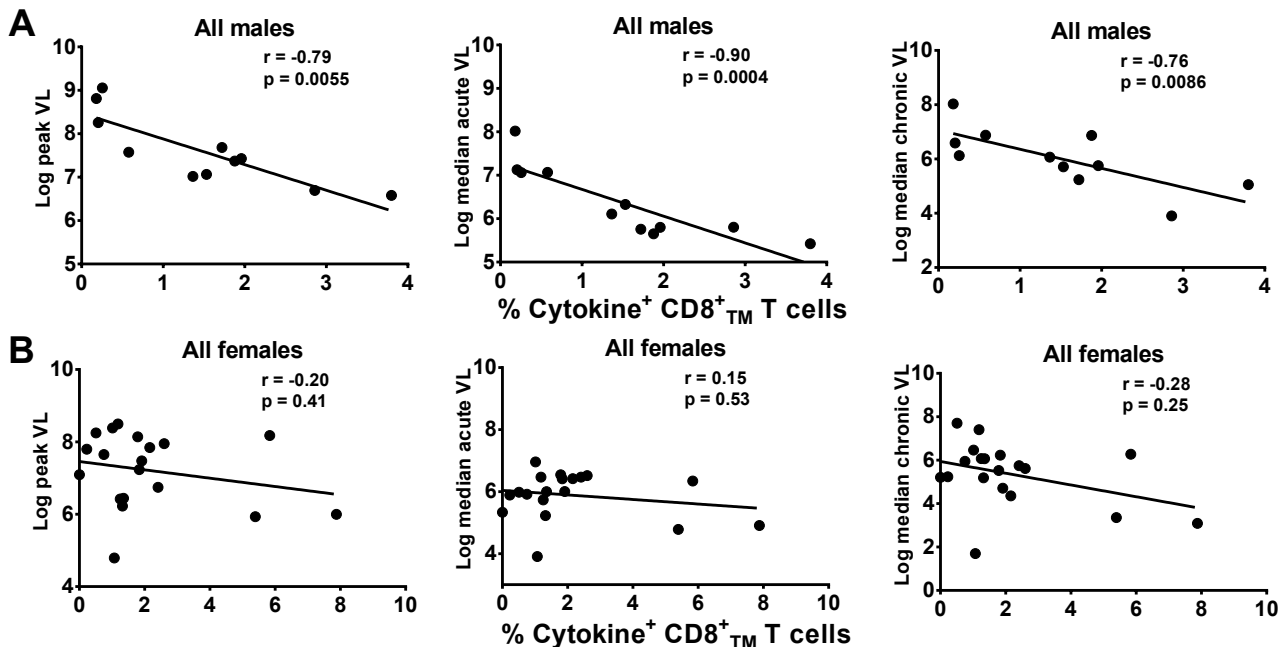 A
All males
r = -0.79
p = 0.0055
Log peak VL
10
9
8
7
6
5
0 1 2 3 4
All males
r = -0.90
p = 0.0004
Log median acute VL
10
9
8
7
6
5
0 1 2 3 4
All males
r = -0.76
p = 0.0086
Log median chronic VL
10
8
6
4
2
0 1 2 3 4
% Cytokine⁺ CD8⁺TM T cells
B
All females
r = -0.20
p = 0.41
Log peak VL
10
8
6
4
0 2 4 6 8 10
All females
r = 0.15
p = 0.53
Log median acute VL
10
8
6
4
0 2 4 6 8 10
All females
r = -0.28
p = 0.25
Log median chronic VL
10
8
6
4
2
0
0 2 4 6 8 10
% Cytokine⁺ CD8⁺TM T cells